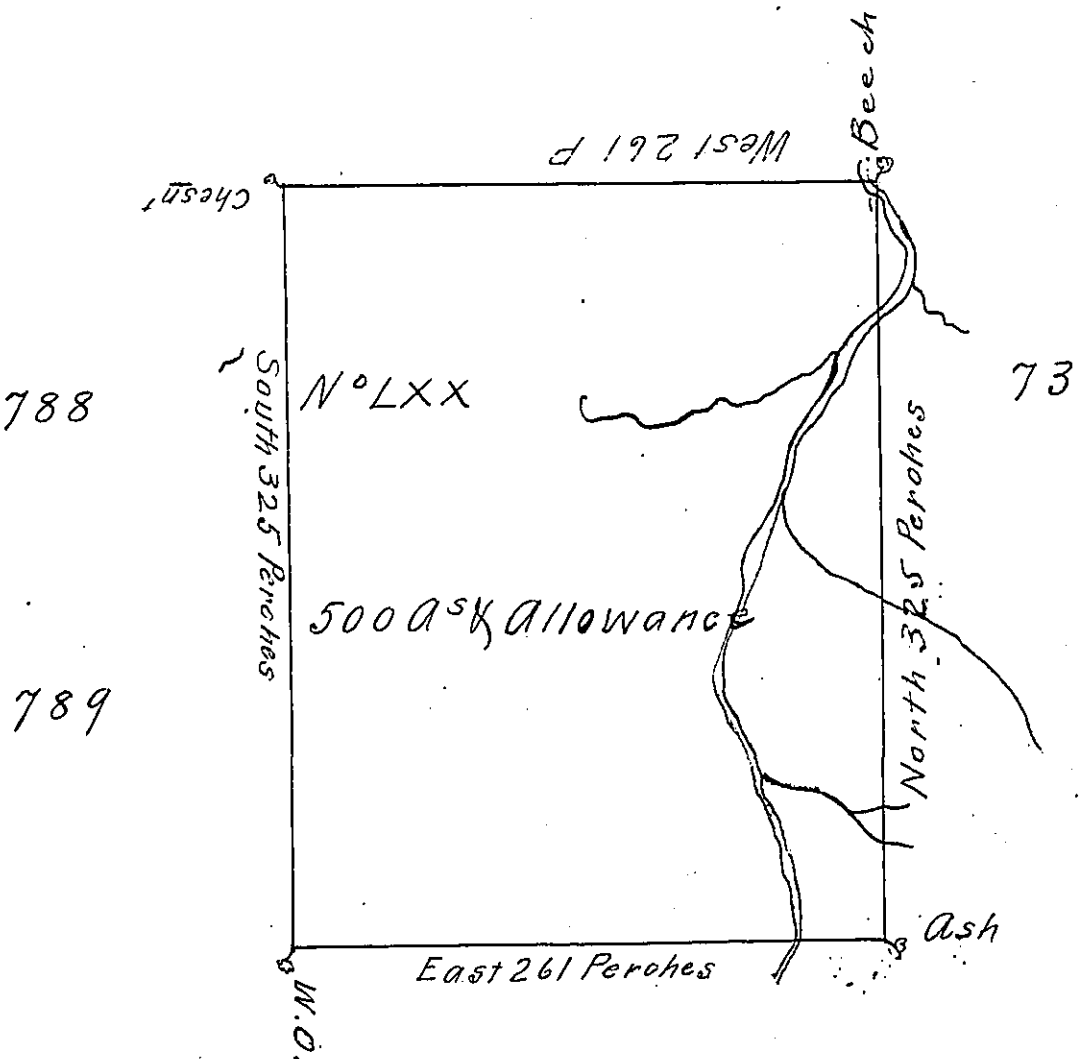 Beech
West 261 P
Chesnt
788
South 325 Perches
No LXX
73
North 325 Perches
500 As & Allowance
789
Ash
East 261 Perches
W.O.